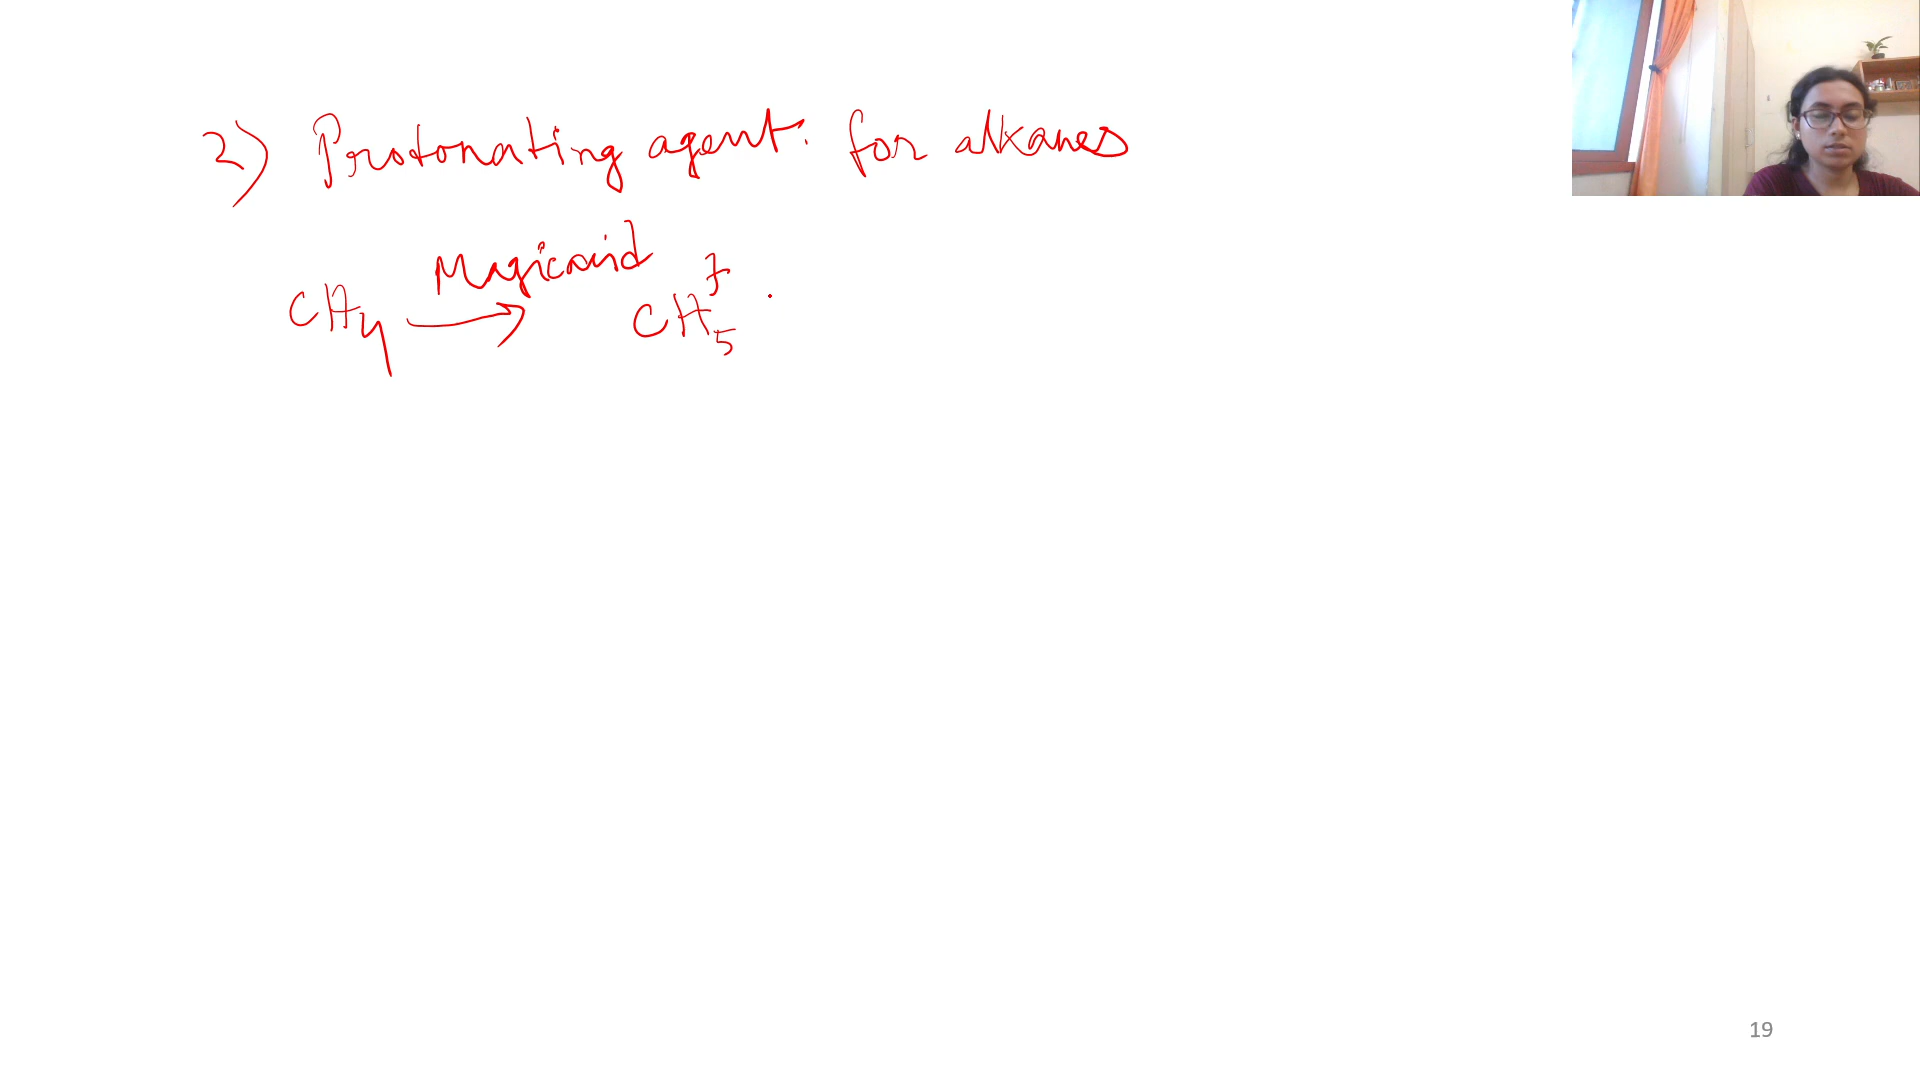 2) Protonating agent: for alkanes
CH₄ ⟶ CH₅⁺
Magic acid
19